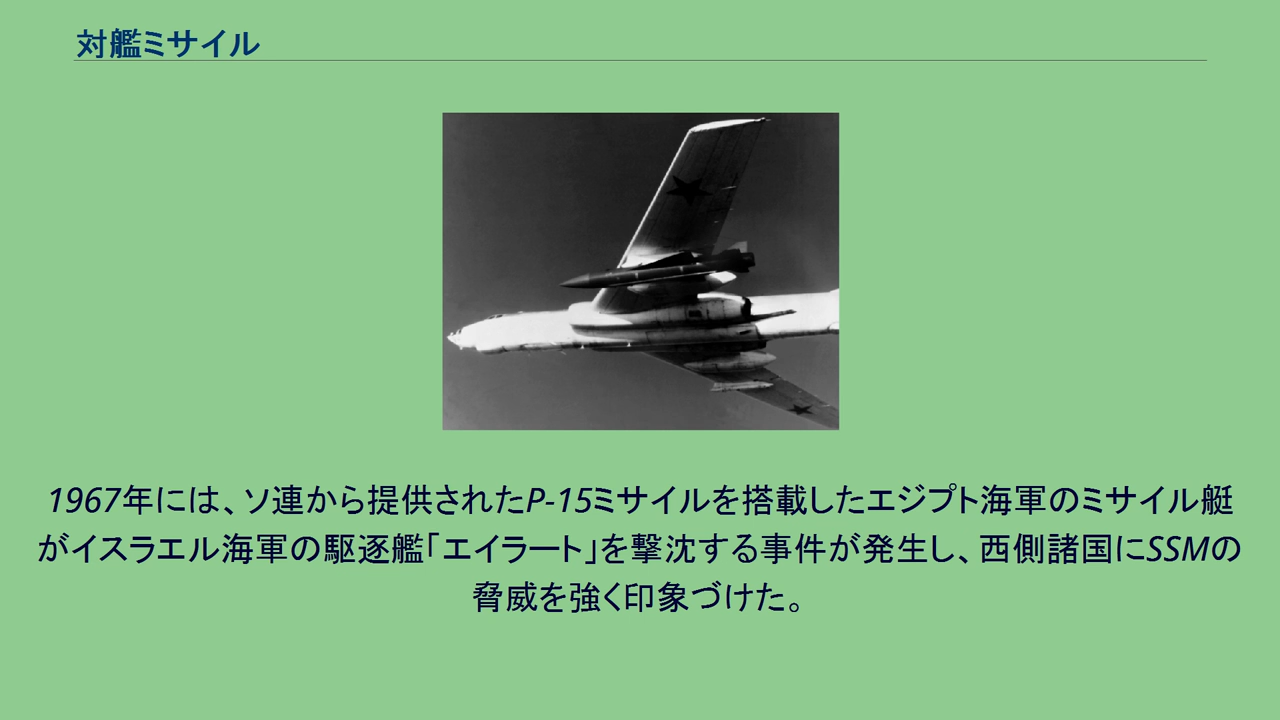 対艦ミサイル
1967年には、ソ連から提供されたP-15ミサイルを搭載したエジプト海軍のミサイル艇
がイスラエル海軍の駆逐艦「エイラート」を撃沈する事件が発生し、西側諸国にSSMの
脅威を強く印象づけた。